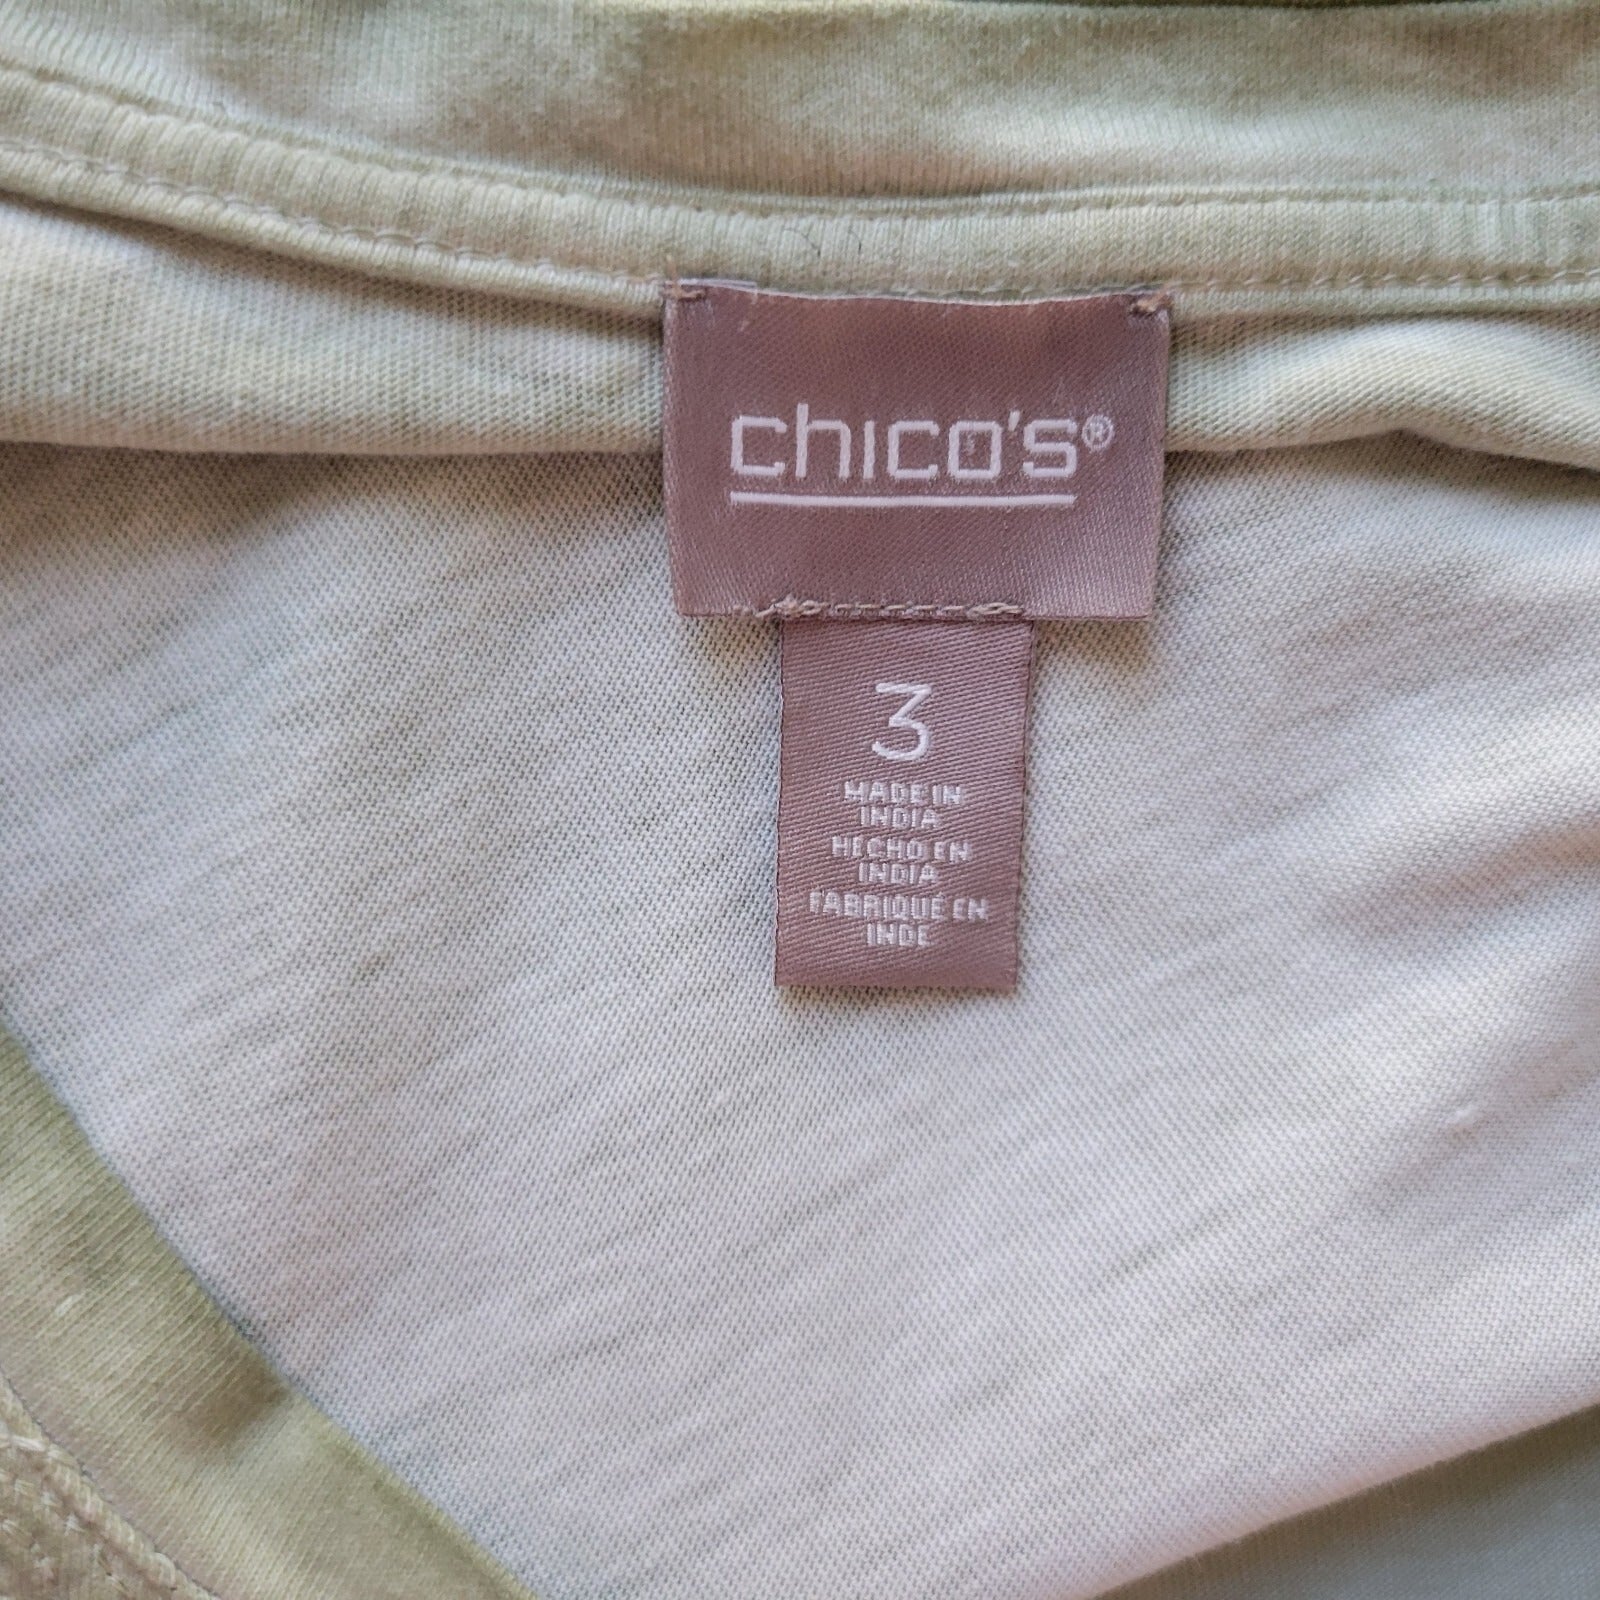 chico's®
3
MADE IN
INDIA
HECHO EN
INDIA
FABRIQUÉ EN
INDE